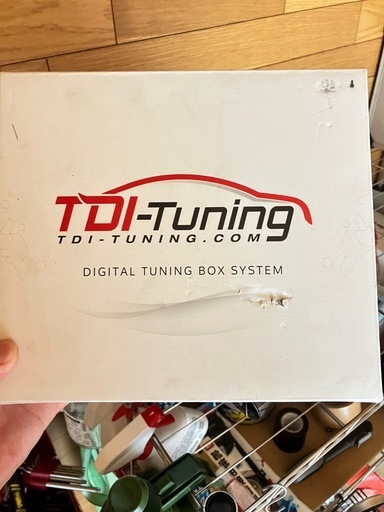 TDI-Tuning
TDI-TUNING.COM
DIGITAL TUNING BOX SYSTEM